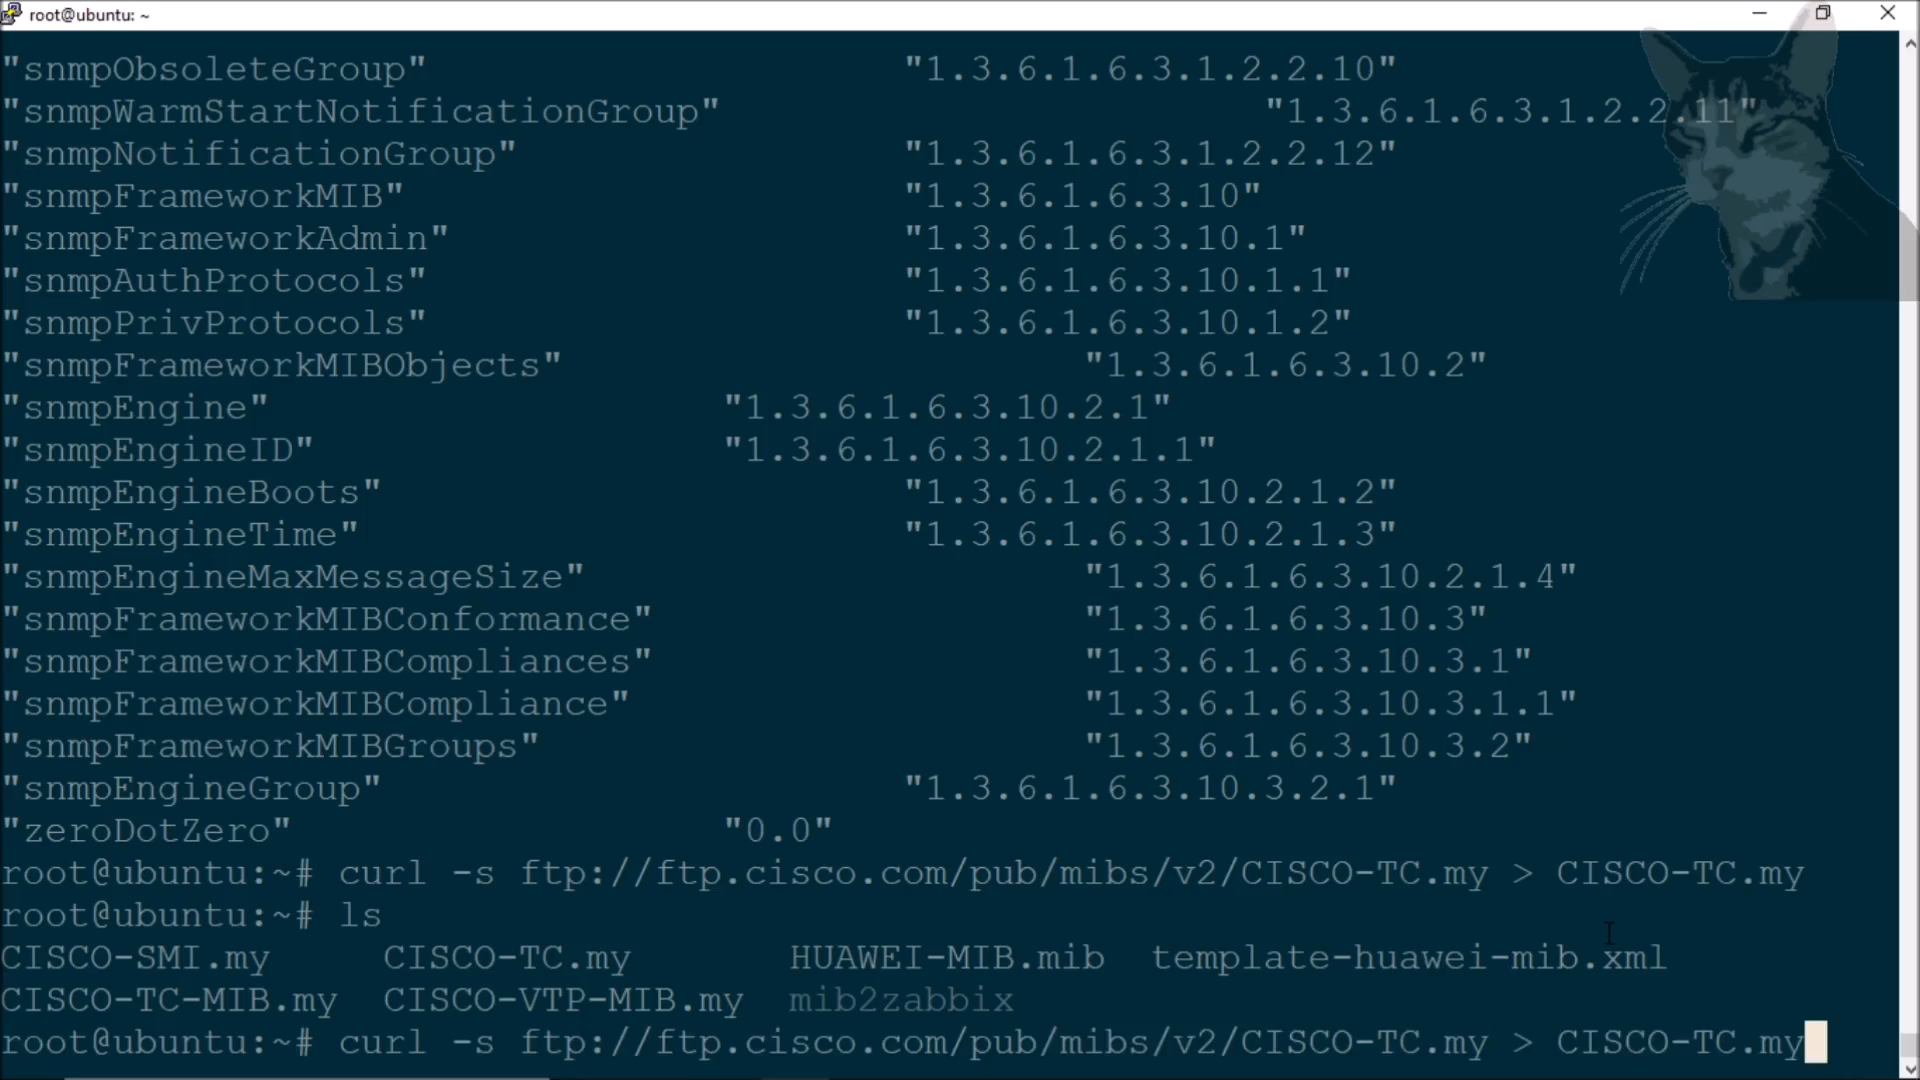 root@ubuntu: ~
"snmpObsoleteGroup" "1.3.6.1.6.3.1.2.2.10"
"snmpWarmStartNotificationGroup" "1.3.6.1.6.3.1.2.2.11"
"snmpNotificationGroup" "1.3.6.1.6.3.1.2.2.12"
"snmpFrameworkMIB" "1.3.6.1.6.3.10"
"snmpFrameworkAdmin" "1.3.6.1.6.3.10.1"
"snmpAuthProtocols" "1.3.6.1.6.3.10.1.1"
"snmpPrivProtocols" "1.3.6.1.6.3.10.1.2"
"snmpFrameworkMIBObjects" "1.3.6.1.6.3.10.2"
"snmpEngine" "1.3.6.1.6.3.10.2.1"
"snmpEngineID" "1.3.6.1.6.3.10.2.1.1"
"snmpEngineBoots" "1.3.6.1.6.3.10.2.1.2"
"snmpEngineTime" "1.3.6.1.6.3.10.2.1.3"
"snmpEngineMaxMessageSize" "1.3.6.1.6.3.10.2.1.4"
"snmpFrameworkMIBConformance" "1.3.6.1.6.3.10.3"
"snmpFrameworkMIBCompliances" "1.3.6.1.6.3.10.3.1"
"snmpFrameworkMIBCompliance" "1.3.6.1.6.3.10.3.1.1"
"snmpFrameworkMIBGroups" "1.3.6.1.6.3.10.3.2"
"snmpEngineGroup" "1.3.6.1.6.3.10.3.2.1"
"zeroDotZero" "0.0"
root@ubuntu:~# curl -s ftp://ftp.cisco.com/pub/mibs/v2/CISCO-TC.my > CISCO-TC.my
root@ubuntu:~# ls
CISCO-SMI.my CISCO-TC.my HUAWEI-MIB.mib template-huawei-mib.xml
CISCO-TC-MIB.my CISCO-VTP-MIB.my mib2zabbix
root@ubuntu:~# curl -s ftp://ftp.cisco.com/pub/mibs/v2/CISCO-TC.my > CISCO-TC.my